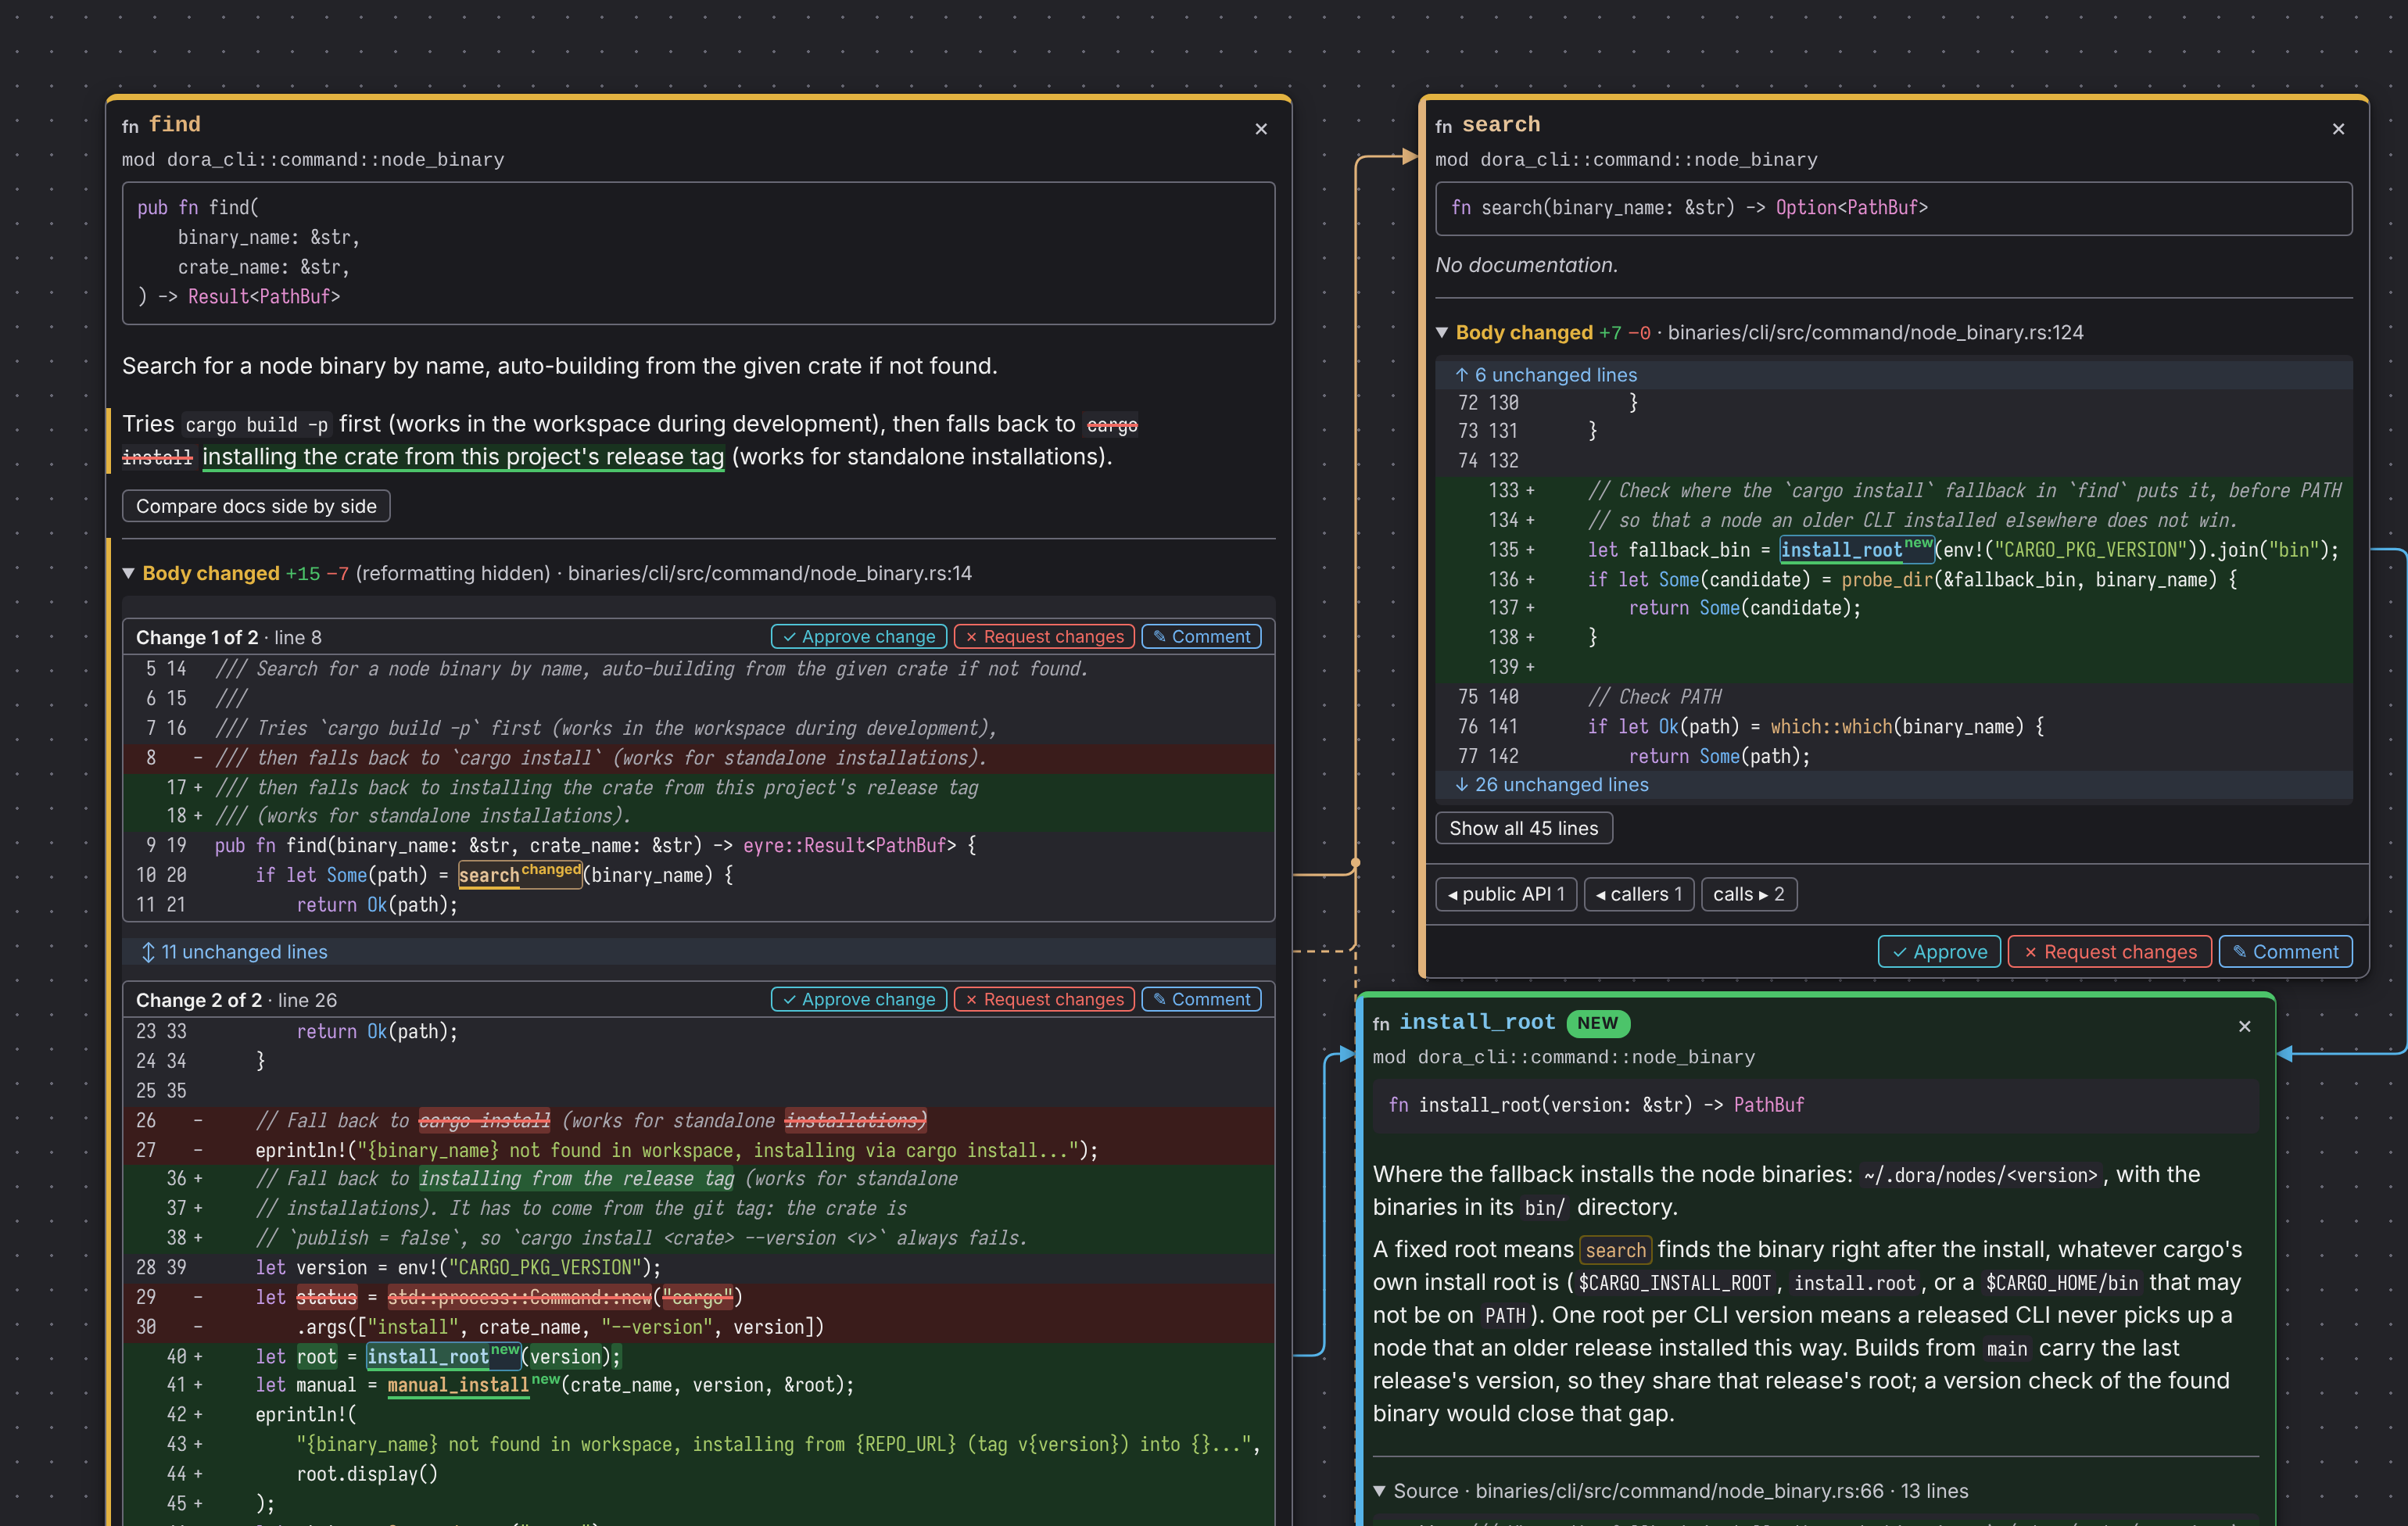 fn find ×
mod dora_cli::command::node_binary
pub fn find(
    binary_name: &str,
    crate_name: &str,
) -> Result<PathBuf>
Search for a node binary by name, auto-building from the given crate if not found.
Tries cargo build -p first (works in the workspace during development), then falls back to cargo
install installing the crate from this project's release tag (works for standalone installations).
Compare docs side by side
▼ Body changed +15 −7 (reformatting hidden) · binaries/cli/src/command/node_binary.rs:14
Change 1 of 2 · line 8 ✓ Approve change × Request changes ✎ Comment
5 14 /// Search for a node binary by name, auto-building from the given crate if not found.
6 15 ///
7 16 /// Tries `cargo build -p` first (works in the workspace during development),
8 - /// then falls back to `cargo install` (works for standalone installations).
17 + /// then falls back to installing the crate from this project's release tag
18 + /// (works for standalone installations).
9 19 pub fn find(binary_name: &str, crate_name: &str) -> eyre::Result<PathBuf> {
10 20     if let Some(path) = search changed (binary_name) {
11 21         return Ok(path);
↕ 11 unchanged lines
Change 2 of 2 · line 26 ✓ Approve change × Request changes ✎ Comment
23 33         return Ok(path);
24 34     }
25 35
26 -     // Fall back to cargo install (works for standalone installations)
27 -     eprintln!("{binary_name} not found in workspace, installing via cargo install...");
36 +     // Fall back to installing from the release tag (works for standalone
37 +     // installations). It has to come from the git tag: the crate is
38 +     // `publish = false`, so `cargo install <crate> --version <v>` always fails.
28 39     let version = env!("CARGO_PKG_VERSION");
29 -     let status = std::process::Command::new("cargo")
30 -         .args(["install", crate_name, "--version", version])
40 +     let root = install_root new (version);
41 +     let manual = manual_install new (crate_name, version, &root);
42 +     eprintln!(
43 +         "{binary_name} not found in workspace, installing from {REPO_URL} (tag v{version}) into {}...",
44 +         root.display()
45 +     );
fn search ×
mod dora_cli::command::node_binary
fn search(binary_name: &str) -> Option<PathBuf>
No documentation.
▼ Body changed +7 −0 · binaries/cli/src/command/node_binary.rs:124
↑ 6 unchanged lines
72 130         }
73 131     }
74 132
133 +     // Check where the `cargo install` fallback in `find` puts it, before PATH
134 +     // so that a node an older CLI installed elsewhere does not win.
135 +     let fallback_bin = install_root new (env!("CARGO_PKG_VERSION")).join("bin");
136 +     if let Some(candidate) = probe_dir(&fallback_bin, binary_name) {
137 +         return Some(candidate);
138 +     }
139 +
75 140     // Check PATH
76 141     if let Ok(path) = which::which(binary_name) {
77 142         return Some(path);
↓ 26 unchanged lines
Show all 45 lines
◂ public API 1 ◂ callers 1 calls ▸ 2
✓ Approve × Request changes ✎ Comment
fn install_root NEW ×
mod dora_cli::command::node_binary
fn install_root(version: &str) -> PathBuf
Where the fallback installs the node binaries: ~/.dora/nodes/<version>, with the
binaries in its bin/ directory.
A fixed root means search finds the binary right after the install, whatever cargo's
own install root is ($CARGO_INSTALL_ROOT, install.root, or a $CARGO_HOME/bin that may
not be on PATH). One root per CLI version means a released CLI never picks up a
node that an older release installed this way. Builds from main carry the last
release's version, so they share that release's root; a version check of the found
binary would close that gap.
▼ Source · binaries/cli/src/command/node_binary.rs:66 · 13 lines